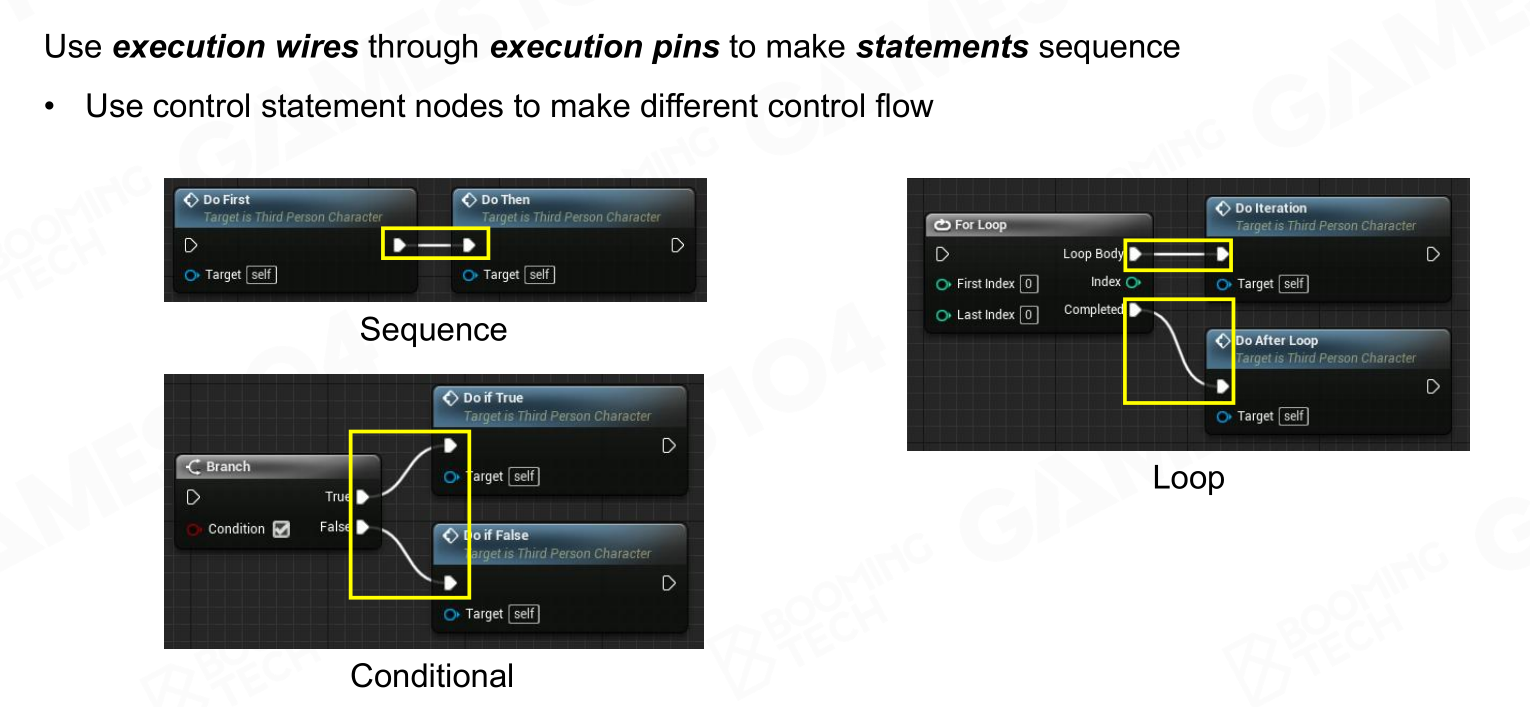 Use execution wires through execution pins to make statements sequence
• Use control statement nodes to make different control flow
Do First
Target is Third Person Character
Target self
Do Then
Target is Third Person Character
Target self
Sequence
Branch
True
Condition
False
Do if True
Target is Third Person Character
Target self
Do if False
Target is Third Person Character
Target self
Conditional
For Loop
Loop Body
First Index 0
Index
Last Index 0
Completed
Do Iteration
Target is Third Person Character
Target self
Do After Loop
Target is Third Person Character
Target self
Loop
GAMES104
BOOMING
TECH